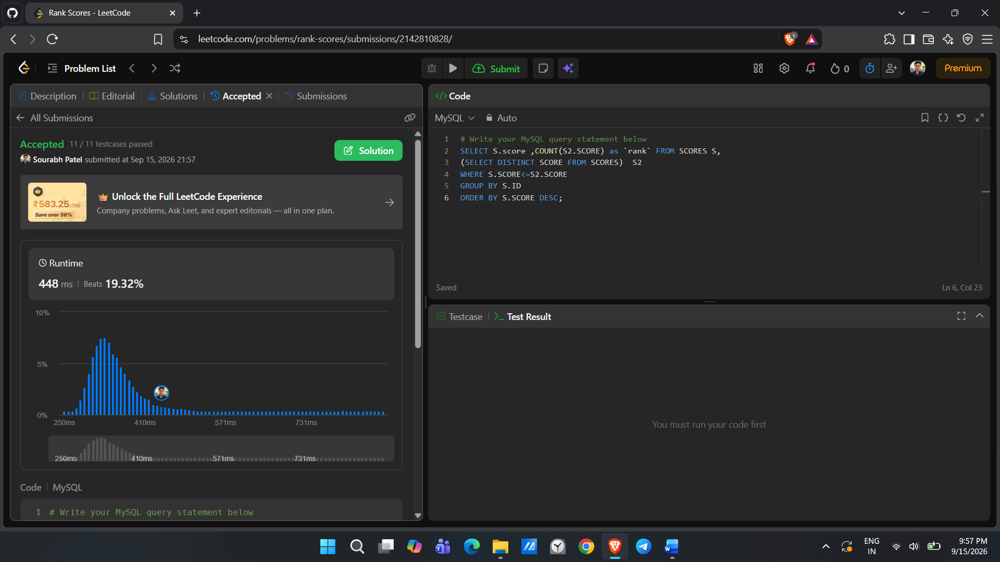 Rank Scores - LeetCode
leetcode.com/problems/rank-scores/submissions/2142810828/
5
Problem List
Submit
0
Premium
Description
Editorial
Solutions
Accepted
Submissions
All Submissions
Accepted 11 / 11 testcases passed
Sourabh Patel submitted at Sep 15, 2026 21:57
Solution
₹583.25/mo
Save over 56%
Unlock the Full LeetCode Experience
Company problems, Ask Leet, and expert editorials — all in one plan.
Runtime
448 ms | Beats 19.32%
10%
5%
0%
250ms 410ms 571ms 731ms
250ms 410ms 571ms 731ms
Code | MySQL
1 # Write your MySQL query statement below
</> Code
MySQL Auto
1 # Write your MySQL query statement below
2 SELECT S.score ,COUNT(S2.SCORE) as `rank` FROM SCORES S,
3 (SELECT DISTINCT SCORE FROM SCORES)  S2
4 WHERE S.SCORE<=S2.SCORE
5 GROUP BY S.ID
6 ORDER BY S.SCORE DESC;
Saved
Ln 6, Col 23
Testcase
>_ Test Result
You must run your code first
ENG
IN
9:57 PM
9/15/2026